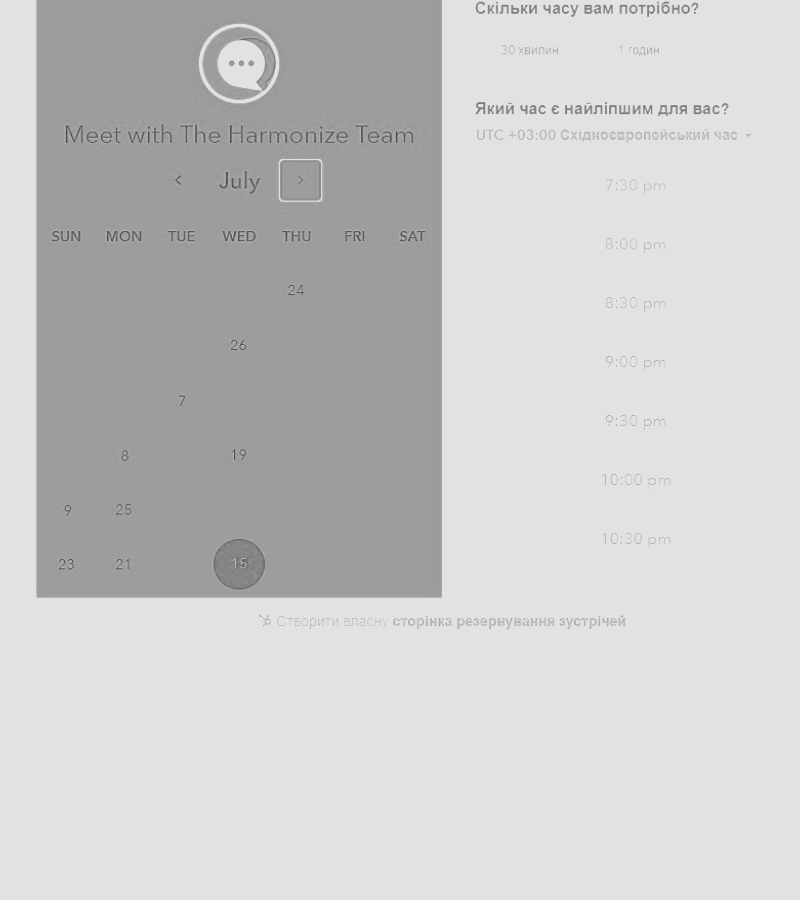 Meet with The Harmonize Team
July
SUN MON TUE WED THU FRI SAT
24
26
7
8 19
9 25
23 21 15
Скільки часу вам потрібно?
30 хвилин 1 годин
Який час є найліпшим для вас?
UTC +03:00 Східноєвропейський час
7:30 pm
8:00 pm
8:30 pm
9:00 pm
9:30 pm
10:00 pm
10:30 pm
Створити власну сторінка резервування зустрічей